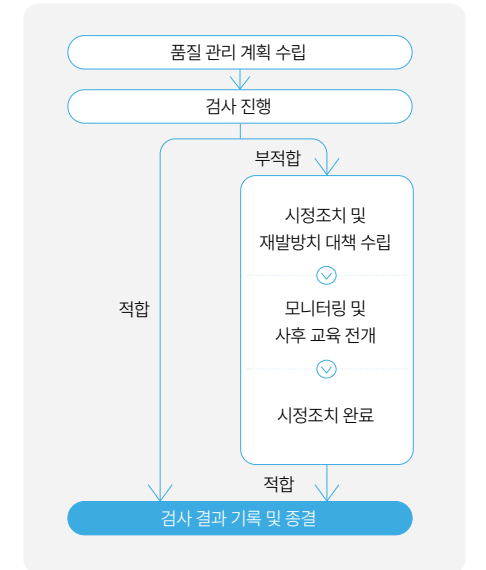 품질 관리 계획 수립
검사 진행
부적합
시정조치 및
재발방치 대책 수립
적합
모니터링 및
사후 교육 전개
시정조치 완료
적합
검사 결과 기록 및 종결